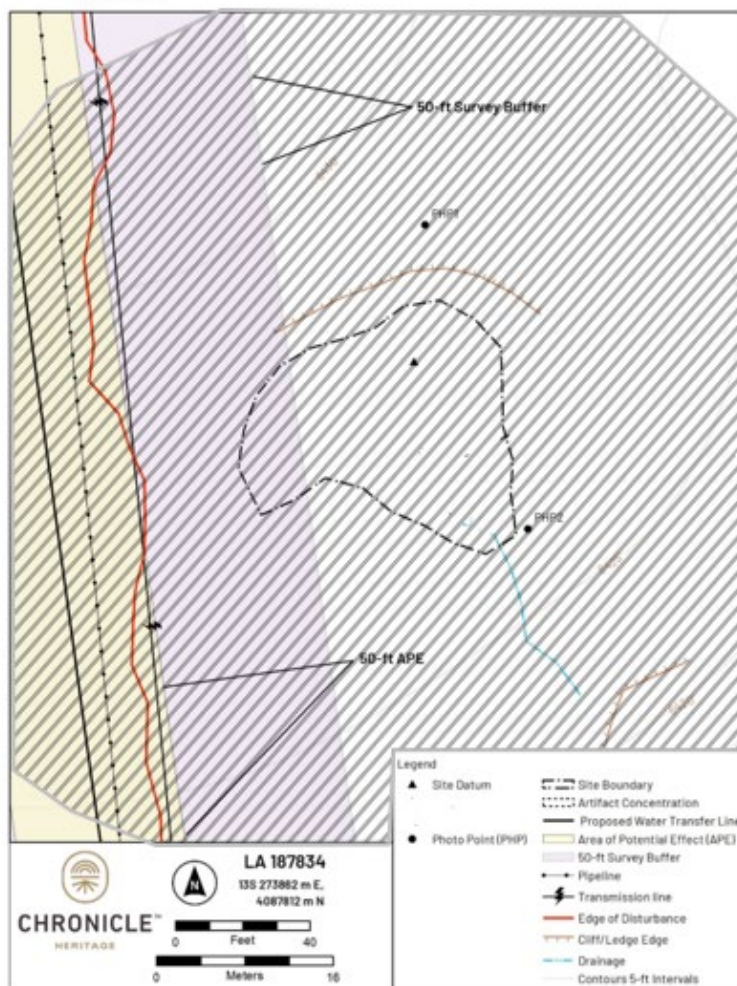 50-ft Survey Buffer
PHP1
PHP2
50-ft APE
Legend
Site Datum
Photo Point (PHP)
Site Boundary
Artifact Concentration
Proposed Water Transfer Line
Area of Potential Effect (APE)
50-ft Survey Buffer
Pipeline
Transmission line
Edge of Disturbance
Cliff/Ledge Edge
Drainage
Contours 5-ft Intervals
CHRONICLE™
HERITAGE
N
LA 187834
13S 273862 m E,
4087812 m N
0 40
Feet
0 16
Meters